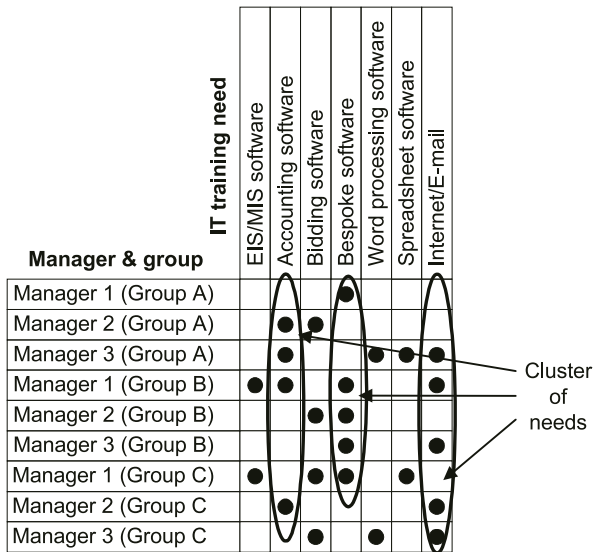 IT training need
EIS/MIS software
Accounting software
Bidding software
Bespoke software
Word processing software
Spreadsheet software
Internet/E-mail
Manager & group
Manager 1 (Group A)
Manager 2 (Group A)
Manager 3 (Group A)
Manager 1 (Group B)
Manager 2 (Group B)
Manager 3 (Group B)
Manager 1 (Group C)
Manager 2 (Group C
Manager 3 (Group C
Cluster
of
needs